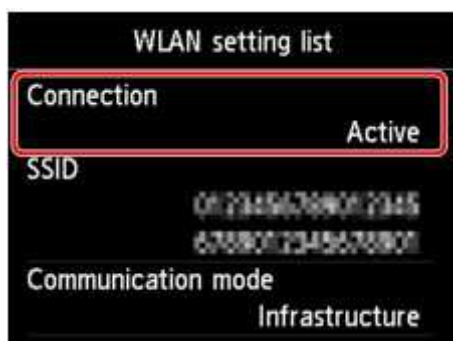 WLAN setting list
Connection
Active
SSID
Communication mode
Infrastructure